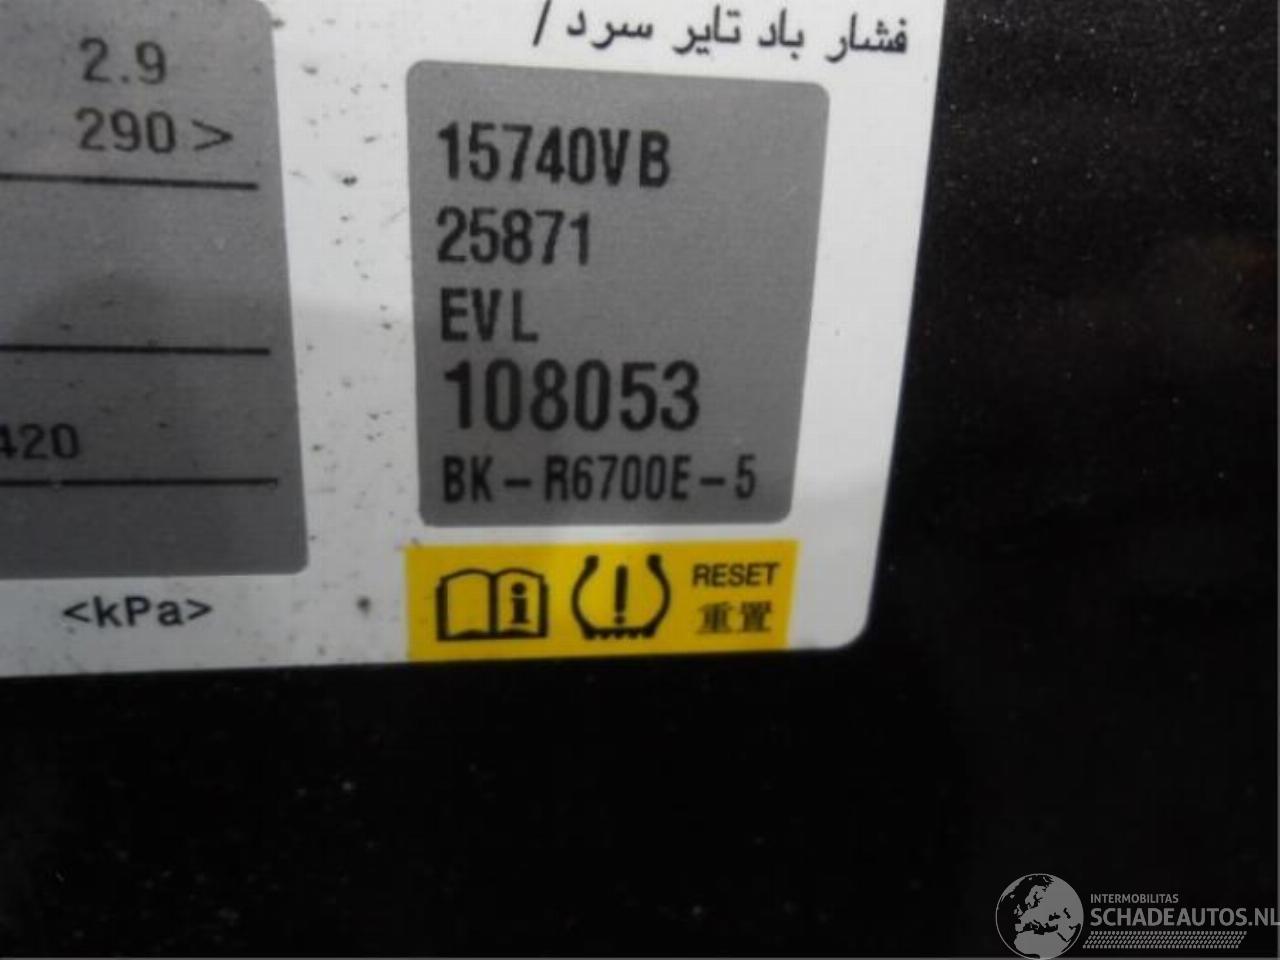 فشار باد تایر سرد /
2.9
290 >
420
<kPa>
15740VB
25871
EVL
108053
BK-R6700E-5
RESET
重置
INTERMOBILITAS
SCHADEAUTOS.NL